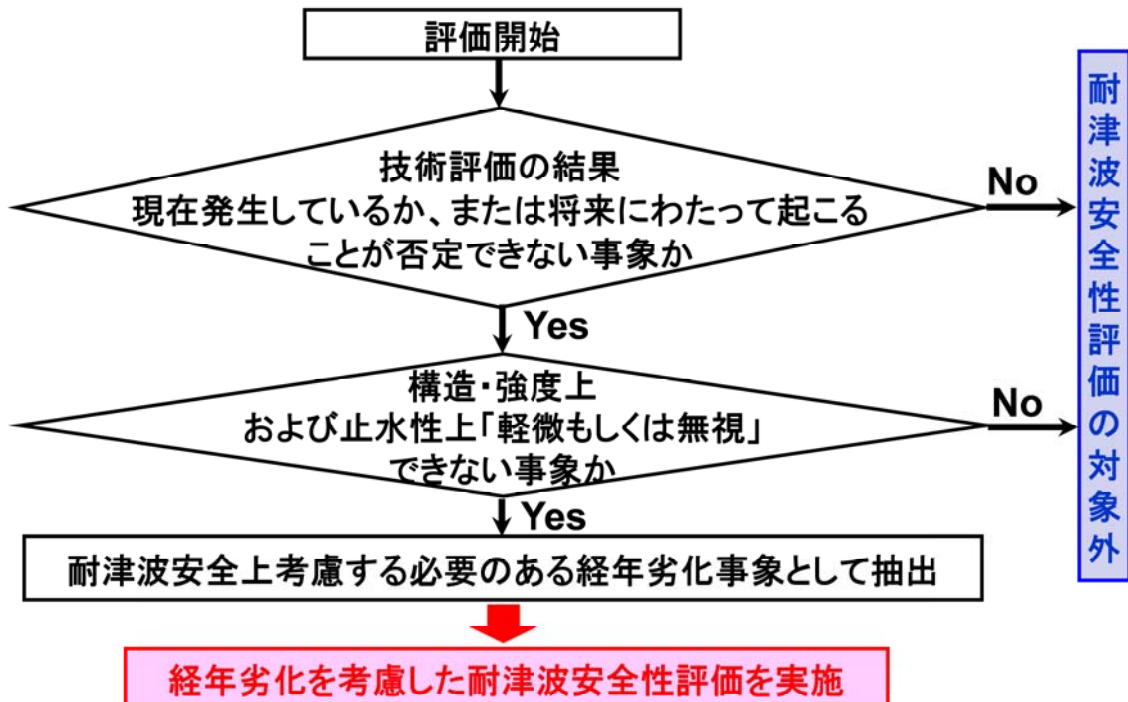 評価開始
技術評価の結果
現在発生しているか、または将来にわたって起こる
ことが否定できない事象か
No
Yes
構造・強度上
および止水性上「軽微もしくは無視」
できない事象か
No
Yes
耐津波安全上考慮する必要のある経年劣化事象として抽出
経年劣化を考慮した耐津波安全性評価を実施
耐津波安全性評価の対象外